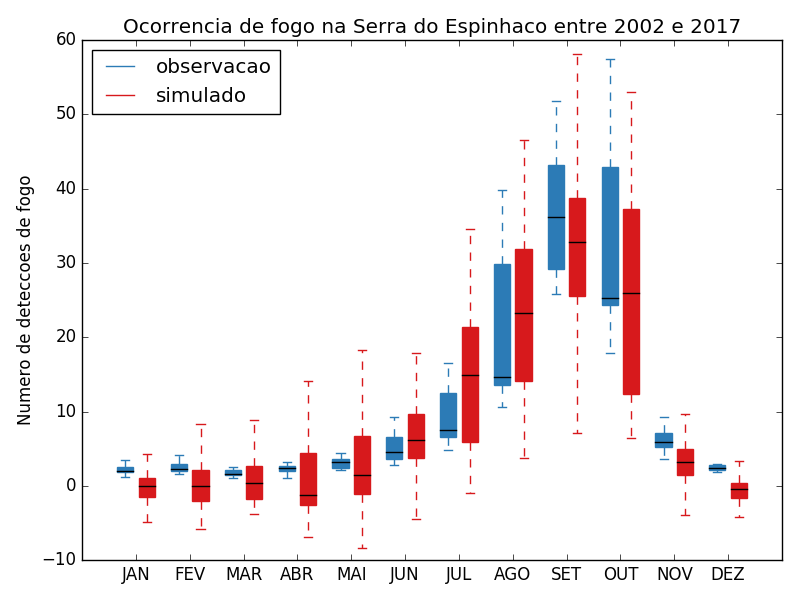 Ocorrencia de fogo na Serra do Espinhaco entre 2002 e 2017
observacao
simulado
Numero de deteccoes de fogo
60
50
40
30
20
10
0
−10
JAN FEV MAR ABR MAI JUN JUL AGO SET OUT NOV DEZ